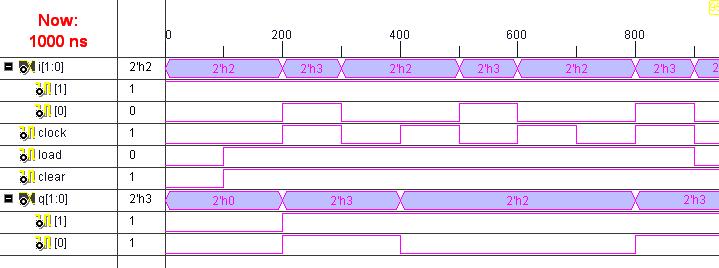 Now:
1000 ns
0 200 400 600 800
i[1:0] 2'h2 2'h2 2'h3 2'h2 2'h3 2'h2 2'h3
[1] 1
[0] 0
clock 1
load 0
clear 1
q[1:0] 2'h3 2'h0 2'h3 2'h2 2'h3
[1] 1
[0] 1